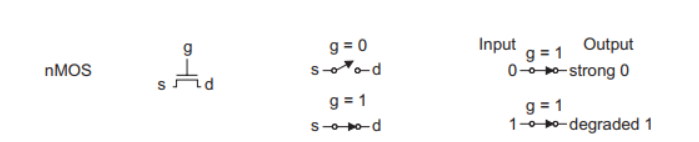 nMOS
g
s d
g = 0
s d
g = 1
s d
Input g = 1 Output
0 strong 0
g = 1
1 degraded 1